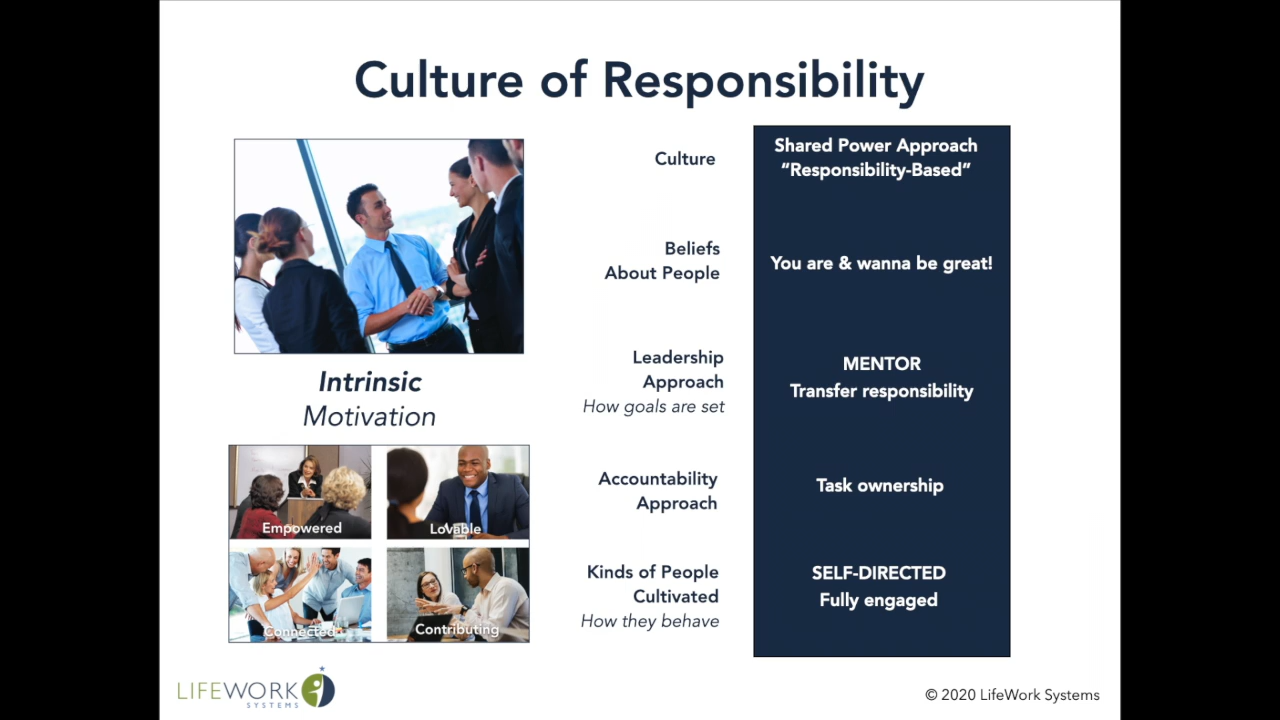 Culture of Responsibility
Intrinsic
Motivation
Empowered
Lovable
Connected
Contributing
Culture
Shared Power Approach
“Responsibility-Based”
Beliefs
About People
You are & wanna be great!
Leadership
Approach
How goals are set
MENTOR
Transfer responsibility
Accountability
Approach
Task ownership
Kinds of People
Cultivated
How they behave
SELF-DIRECTED
Fully engaged
LIFEWORK
SYSTEMS
© 2020 LifeWork Systems